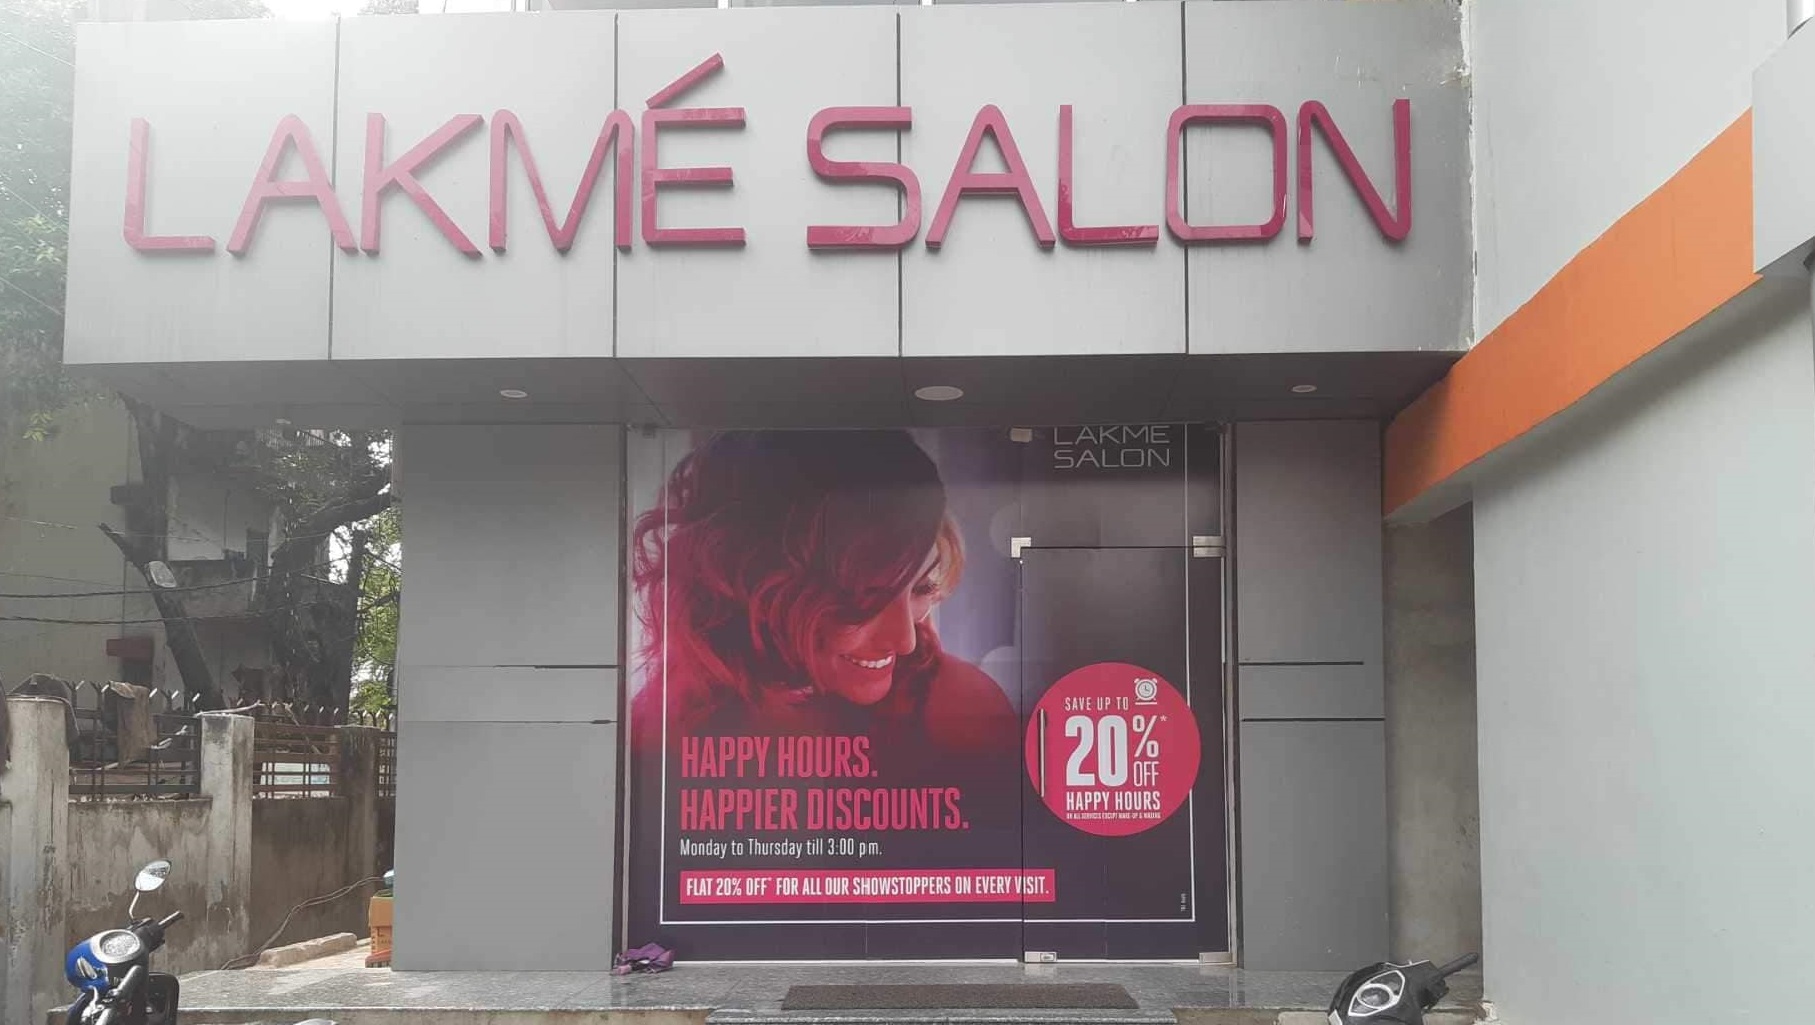 LAKMÉ SALON
LAKME
SALON
SAVE UP TO
20%*
OFF
HAPPY HOURS
HAPPY HOURS.
HAPPIER DISCOUNTS.
Monday to Thursday till 3:00 pm.
FLAT 20% OFF* FOR ALL OUR SHOWSTOPPERS ON EVERY VISIT.